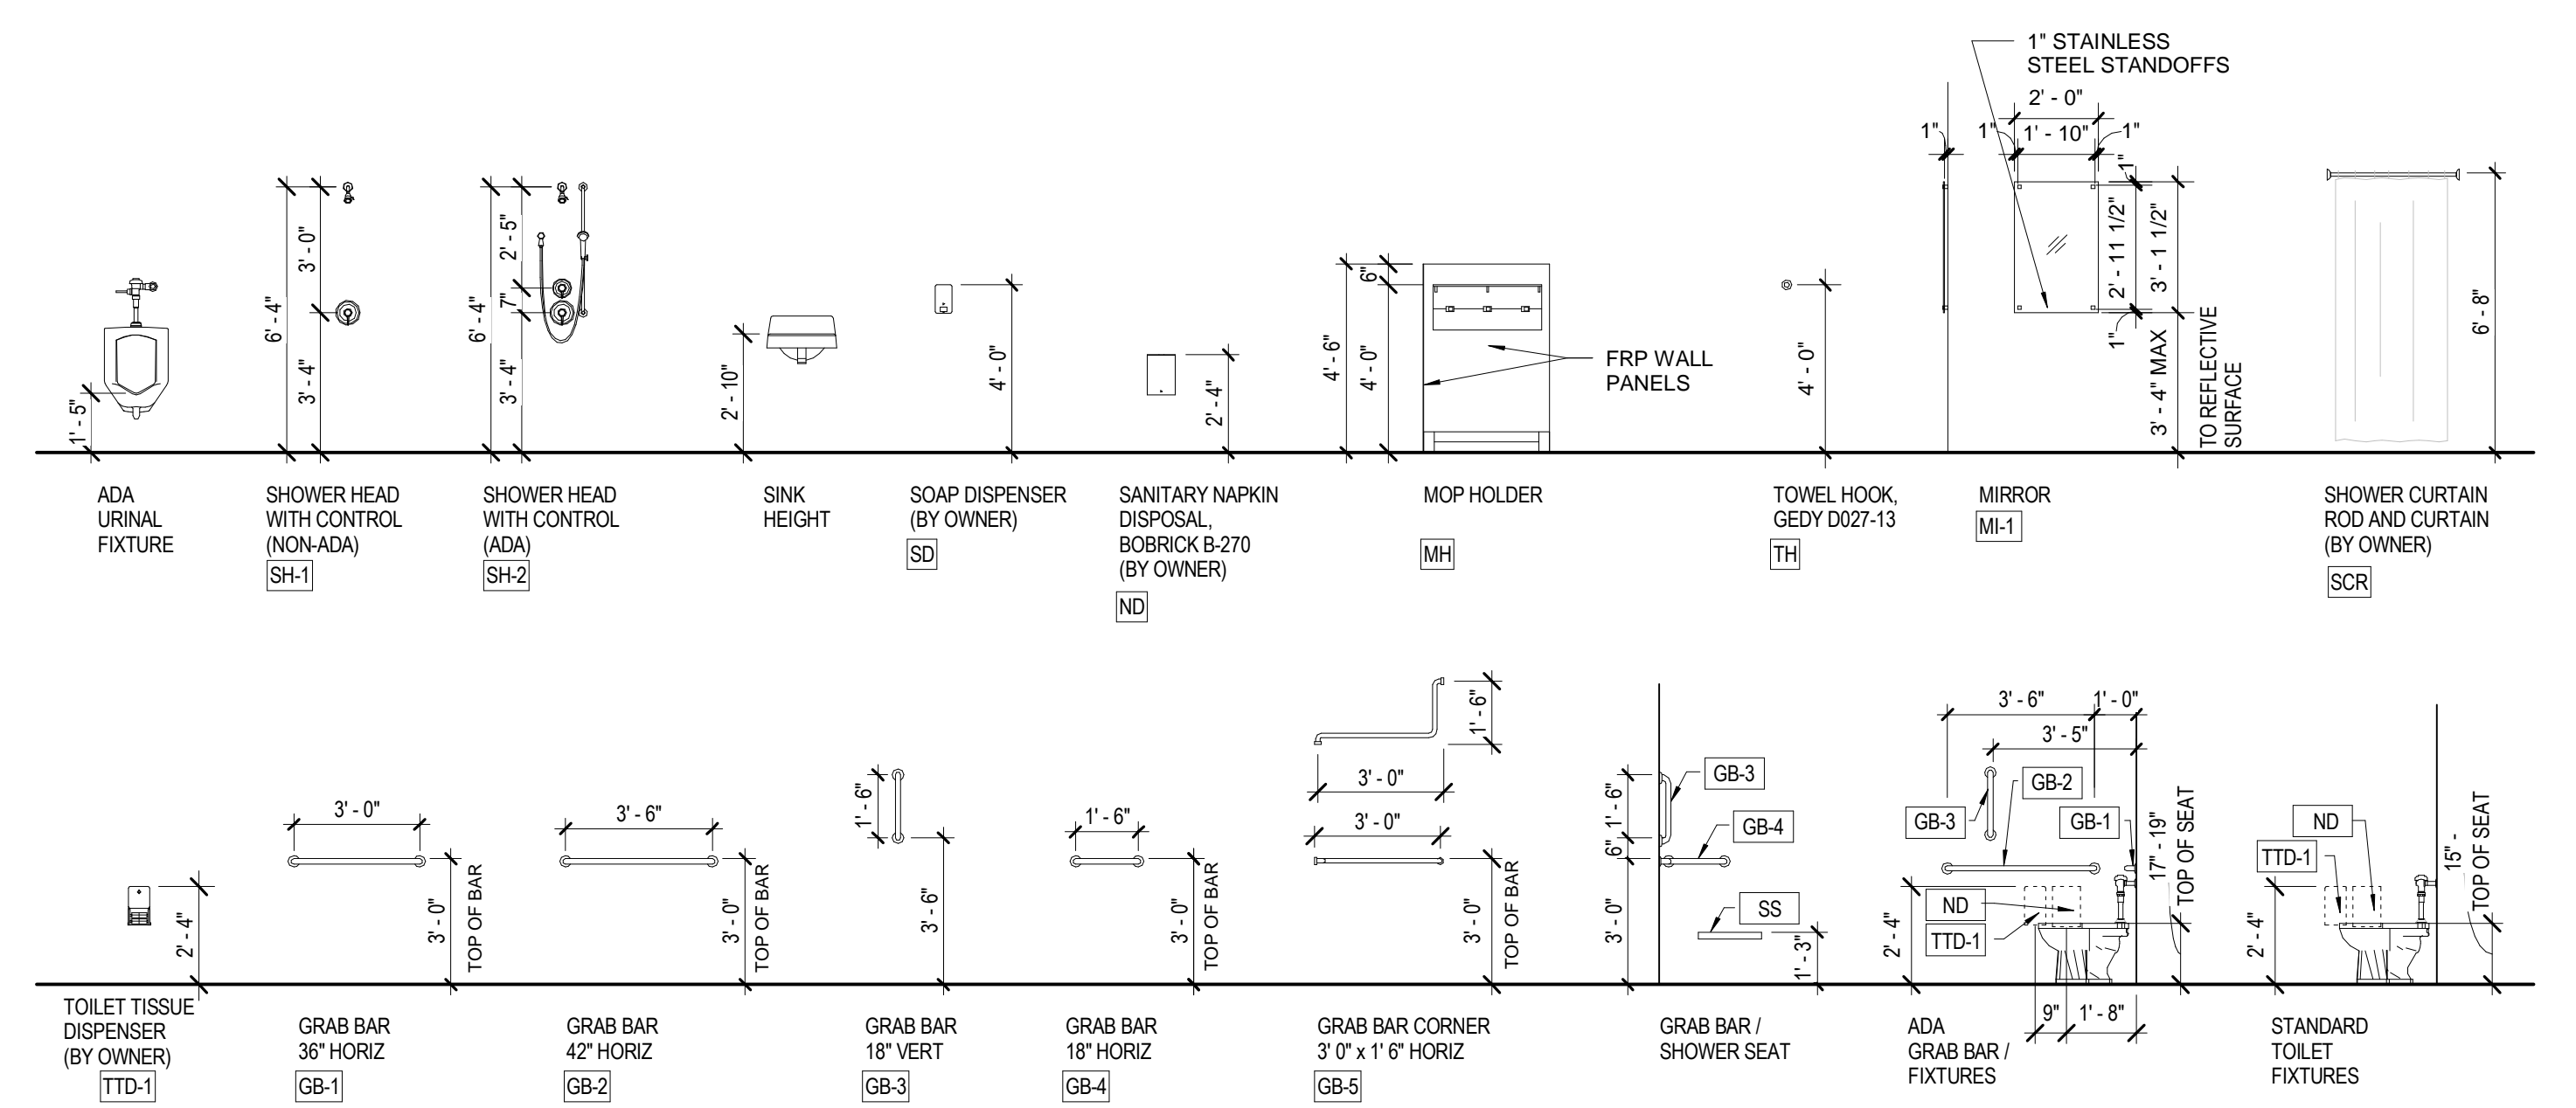 1" STAINLESS
STEEL STANDOFFS
2' - 0"
1"
1"
1' - 10"
1"
1"
2' - 11 1/2"
3' - 1 1/2"
1"
3' - 4" MAX
TO REFLECTIVE
SURFACE
6' - 8"
1' - 5"
6' - 4"
3' - 0"
3' - 4"
6' - 4"
2' - 5"
7"
3' - 4"
2' - 10"
4' - 0"
2' - 4"
4' - 6"
6"
4' - 0"
FRP WALL
PANELS
4' - 0"
ADA
URINAL
FIXTURE
SHOWER HEAD
WITH CONTROL
(NON-ADA)
SH-1
SHOWER HEAD
WITH CONTROL
(ADA)
SH-2
SINK
HEIGHT
SOAP DISPENSER
(BY OWNER)
SD
SANITARY NAPKIN
DISPOSAL,
BOBRICK B-270
(BY OWNER)
ND
MOP HOLDER
MH
TOWEL HOOK,
GEDY D027-13
TH
MIRROR
MI-1
SHOWER CURTAIN
ROD AND CURTAIN
(BY OWNER)
SCR
2' - 4"
3' - 0"
3' - 0"
TOP OF BAR
3' - 6"
3' - 0"
TOP OF BAR
1' - 6"
3' - 6"
1' - 6"
3' - 0"
TOP OF BAR
1' - 6"
3' - 0"
3' - 0"
3' - 0"
TOP OF BAR
1' - 6"
6"
3' - 0"
GB-3
GB-4
SS
1' - 3"
3' - 6"
1' - 0"
3' - 5"
GB-2
GB-3
GB-1
ND
TTD-1
2' - 4"
17" - 19"
TOP OF SEAT
9"
1' - 8"
ND
TTD-1
2' - 4"
15" -
TOP OF SEAT
TOILET TISSUE
DISPENSER
(BY OWNER)
TTD-1
GRAB BAR
36" HORIZ
GB-1
GRAB BAR
42" HORIZ
GB-2
GRAB BAR
18" VERT
GB-3
GRAB BAR
18" HORIZ
GB-4
GRAB BAR CORNER
3' 0" x 1' 6" HORIZ
GB-5
GRAB BAR /
SHOWER SEAT
ADA
GRAB BAR /
FIXTURES
STANDARD
TOILET
FIXTURES